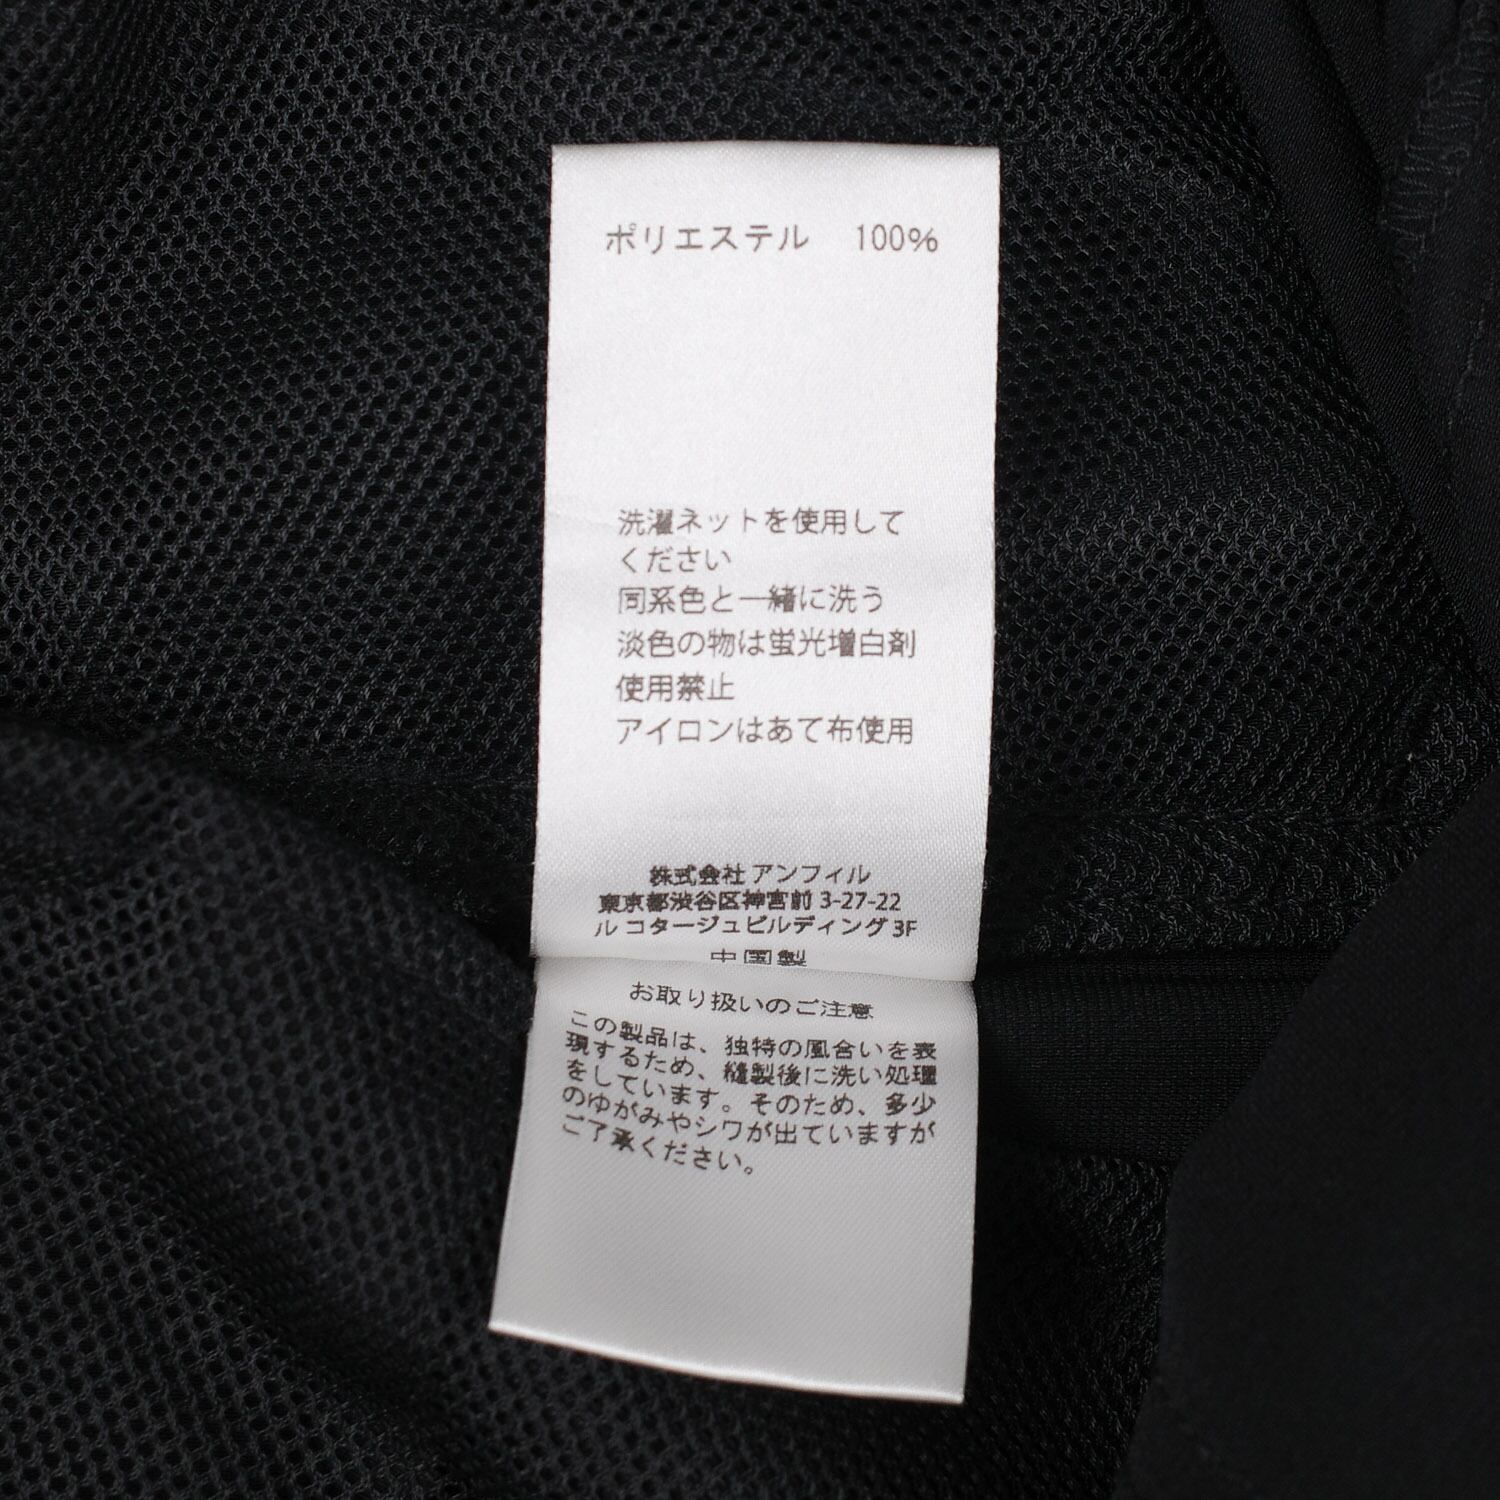 ポリエステル 100%
洗濯ネットを使用して
ください
同系色と一緒に洗う
淡色の物は蛍光増白剤
使用禁止
アイロンはあて布使用
株式会社 アンフィル
東京都渋谷区神宮前 3-27-22
ル コタージュビルディング 3F
中国製
お取り扱いのご注意
この製品は、独特の風合いを表
現するため、縫製後に洗い処理
をしています。そのため、多少
のゆがみやシワが出ていますが
ご了承ください。